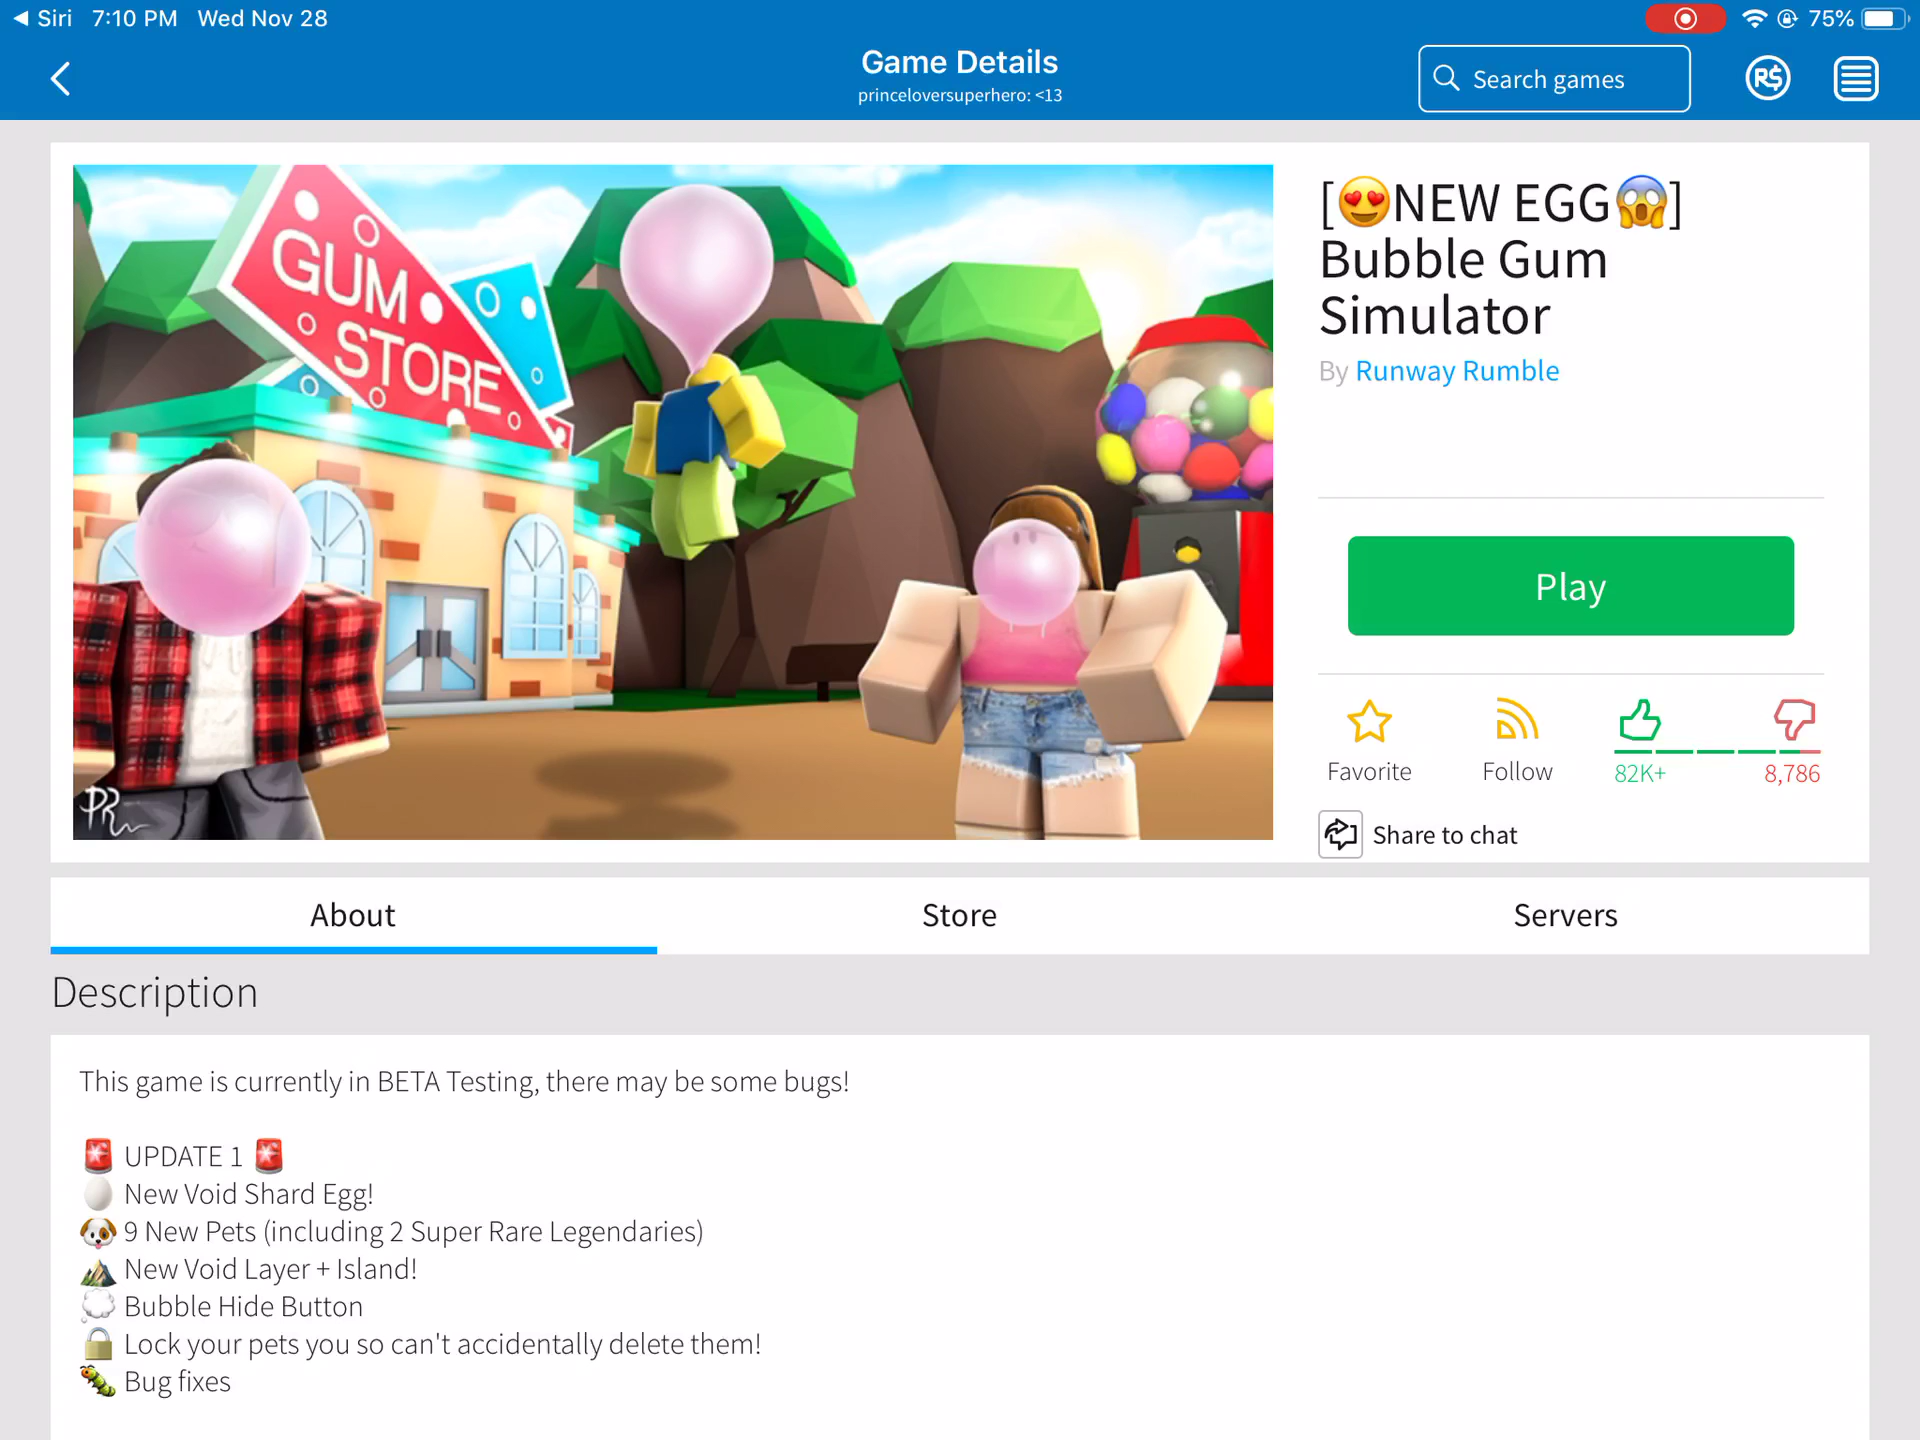 Siri 7:10 PM Wed Nov 28
75%
Game Details
princeloversuperhero: <13
Search games
R$
GUM
STORE
PR
[😍NEW EGG😱]
Bubble Gum
Simulator
By Runway Rumble
Play
Favorite
Follow
82K+
8,786
Share to chat
About
Store
Servers
Description
This game is currently in BETA Testing, there may be some bugs!
🚨 UPDATE 1 🚨
🥚 New Void Shard Egg!
🐶 9 New Pets (including 2 Super Rare Legendaries)
⛰️ New Void Layer + Island!
💭 Bubble Hide Button
🔒 Lock your pets you so can't accidentally delete them!
🐛 Bug fixes